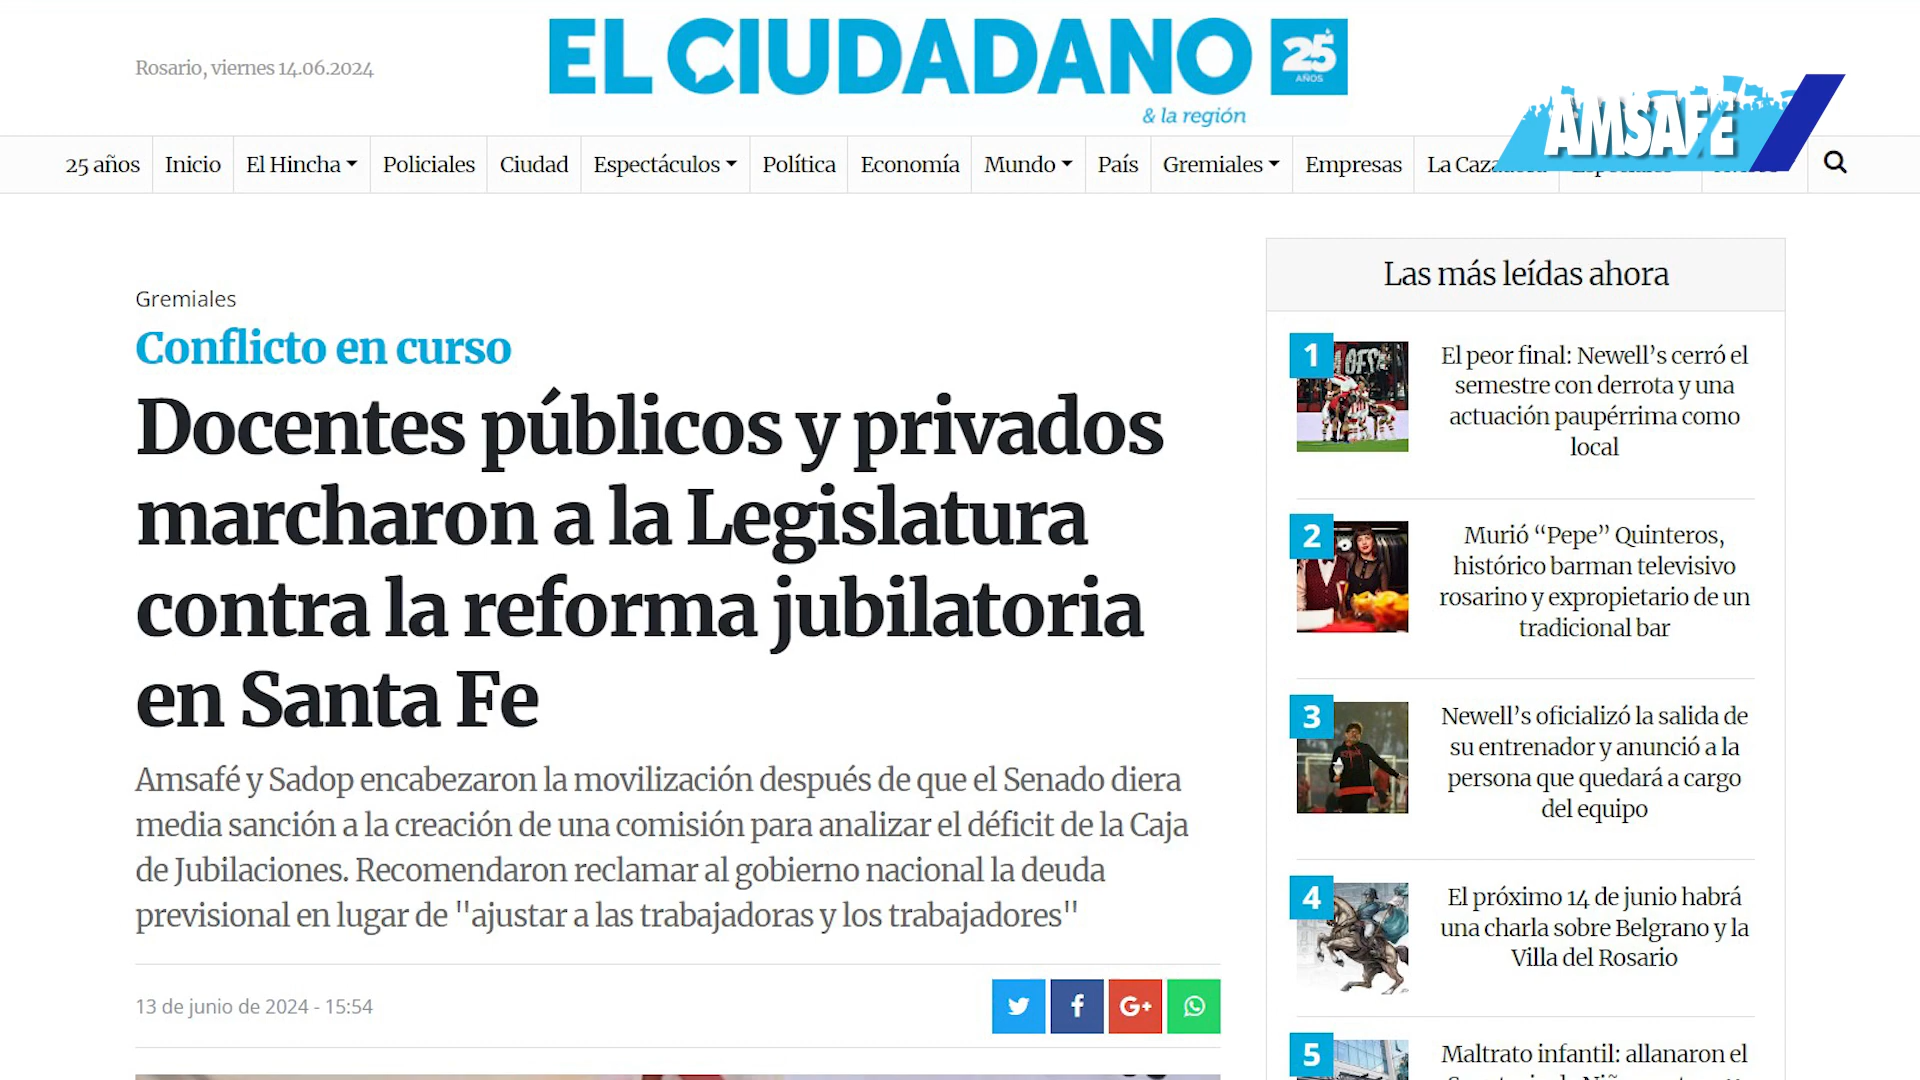 Rosario, viernes 14.06.2024
EL CIUDADANO 25 AÑOS
& la región
AMSAFE
25 años Inicio El Hincha Policiales Ciudad Espectáculos Política Economía Mundo País Gremiales Empresas La
Gremiales
Conflicto en curso
Docentes públicos y privados
marcharon a la Legislatura
contra la reforma jubilatoria
en Santa Fe
Amsafé y Sadop encabezaron la movilización después de que el Senado diera
media sanción a la creación de una comisión para analizar el déficit de la Caja
de Jubilaciones. Recomendaron reclamar al gobierno nacional la deuda
previsional en lugar de "ajustar a las trabajadoras y los trabajadores"
13 de junio de 2024 - 15:54
G+
Las más leídas ahora
1
El peor final: Newell’s cerró el
semestre con derrota y una
actuación paupérrima como
local
2
Murió “Pepe” Quinteros,
histórico barman televisivo
rosarino y expropietario de un
tradicional bar
3
Newell’s oficializó la salida de
su entrenador y anunció a la
persona que quedará a cargo
del equipo
4
El próximo 14 de junio habrá
una charla sobre Belgrano y la
Villa del Rosario
5
Maltrato infantil: allanaron el